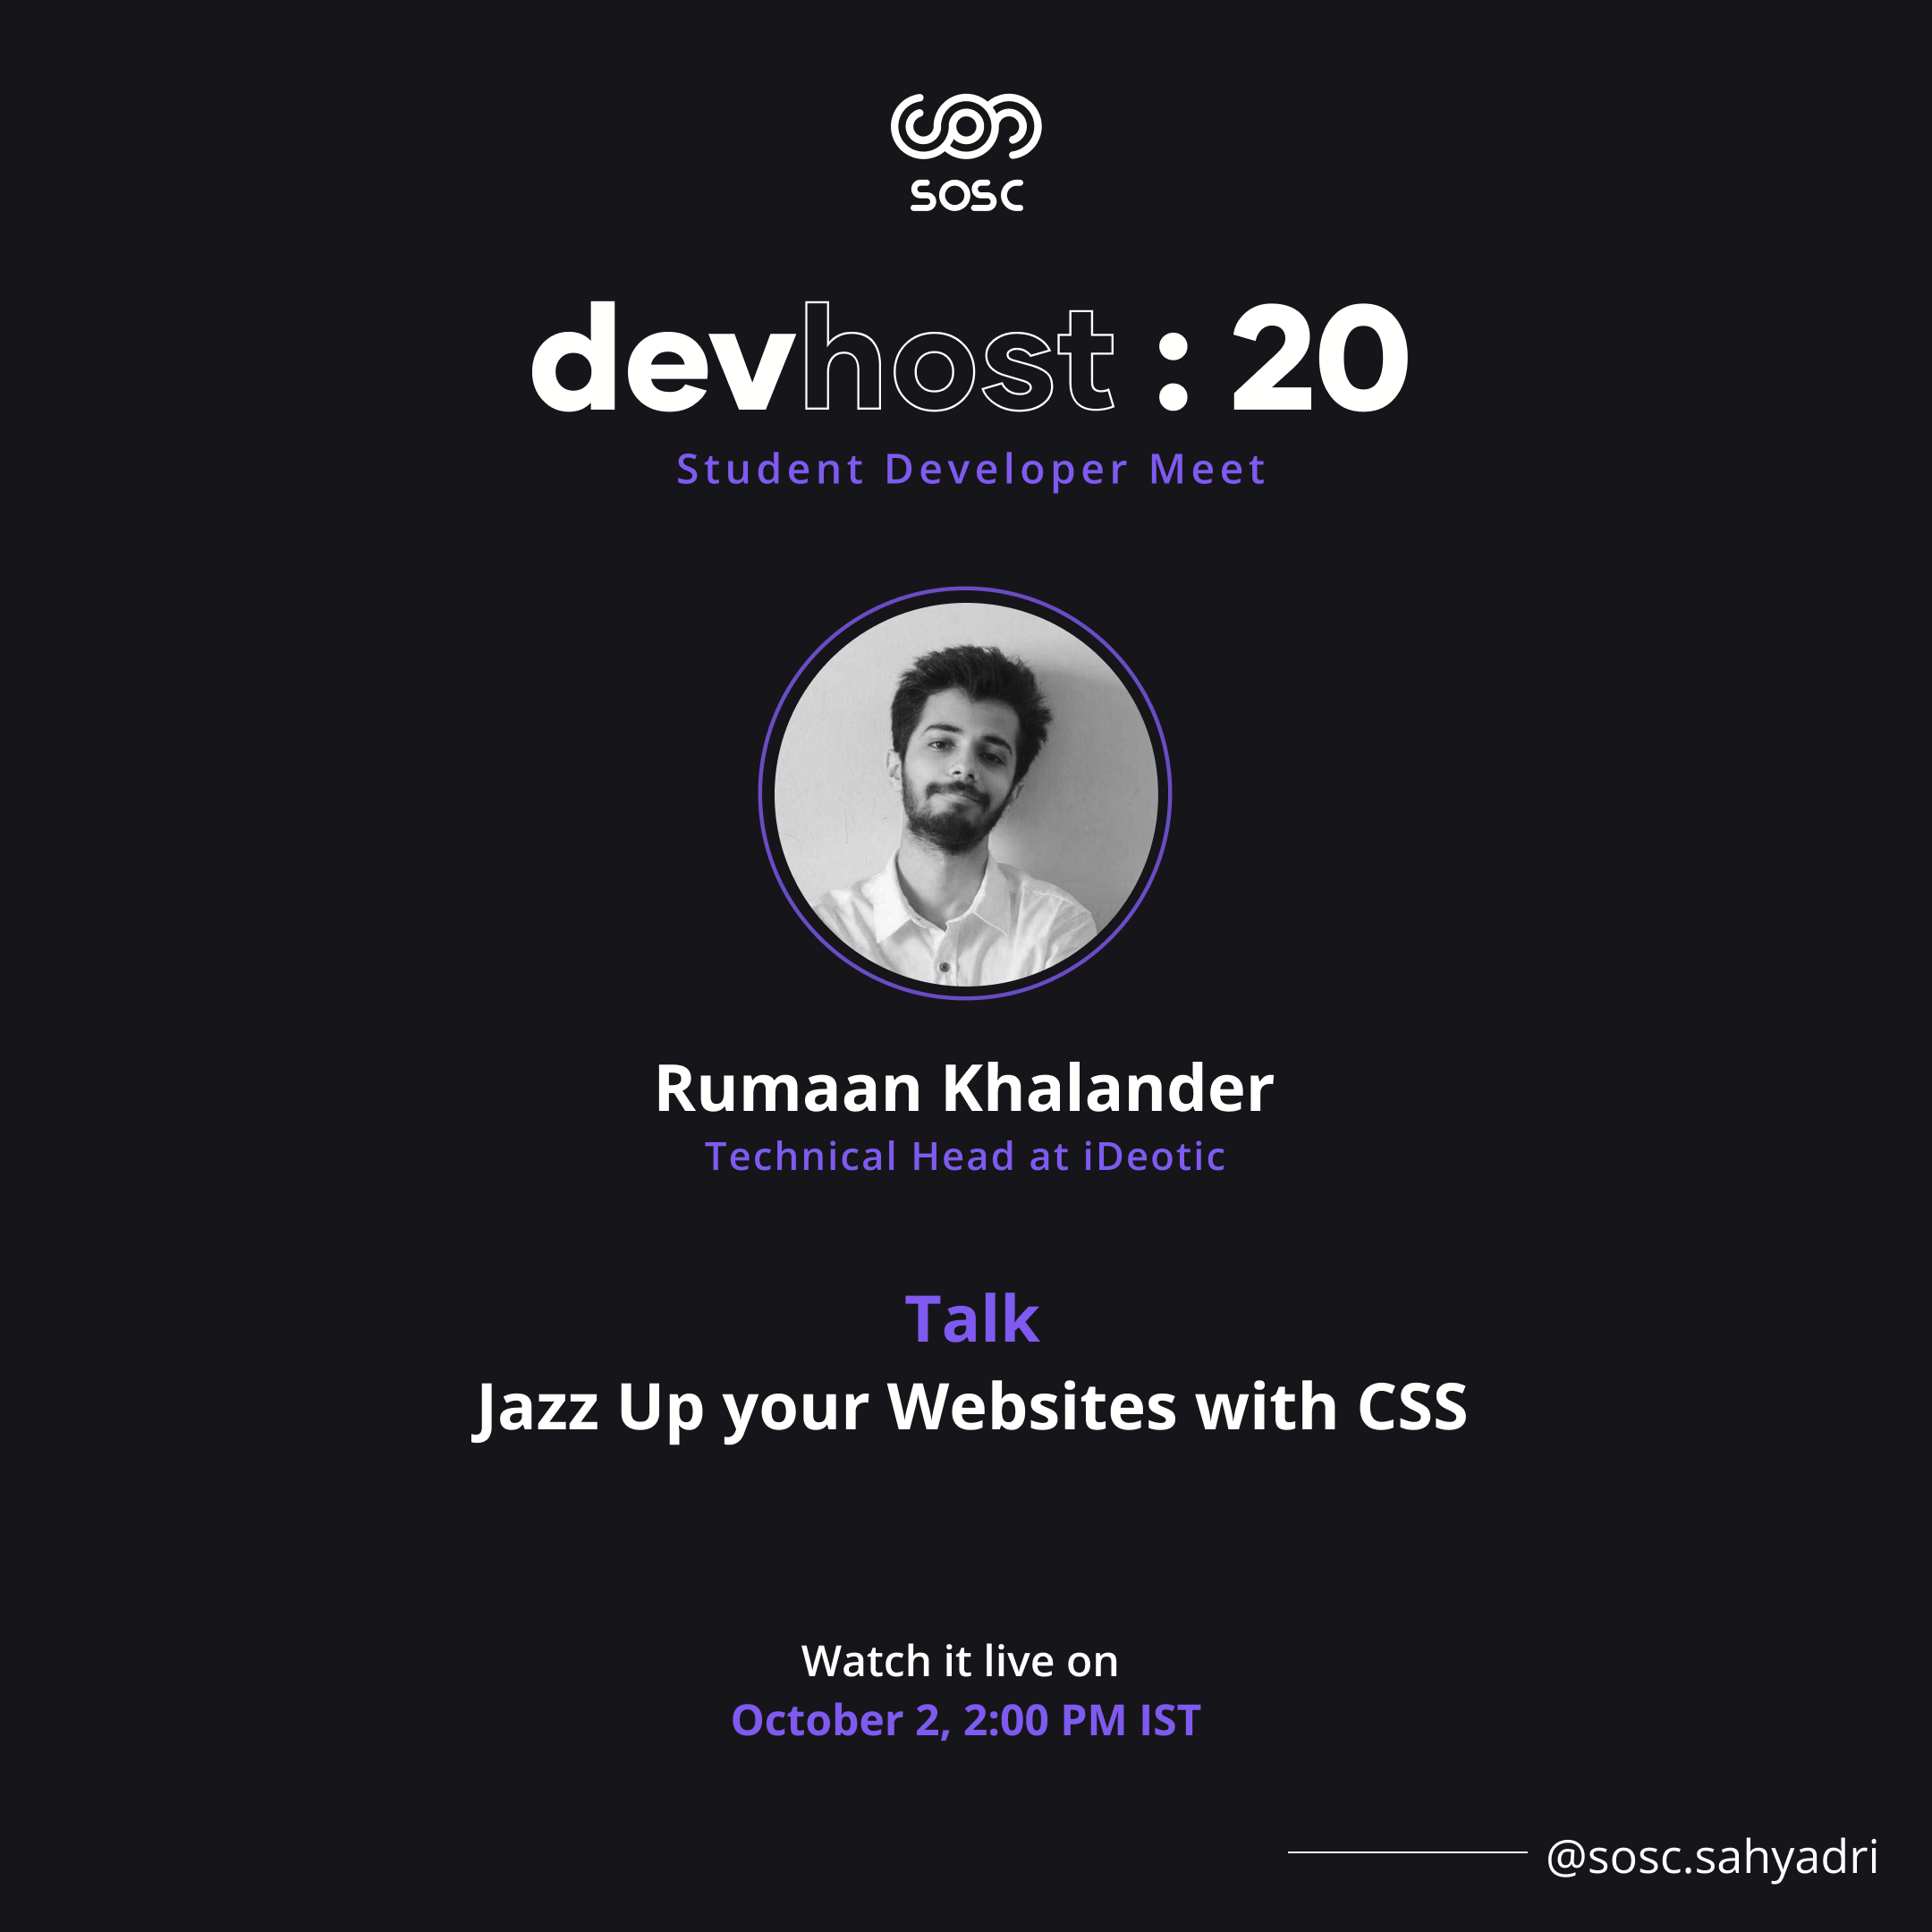 sosc
devhost : 20
Student Developer Meet
Rumaan Khalander
Technical Head at iDeotic
Talk
Jazz Up your Websites with CSS
Watch it live on
October 2, 2:00 PM IST
@sosc.sahyadri